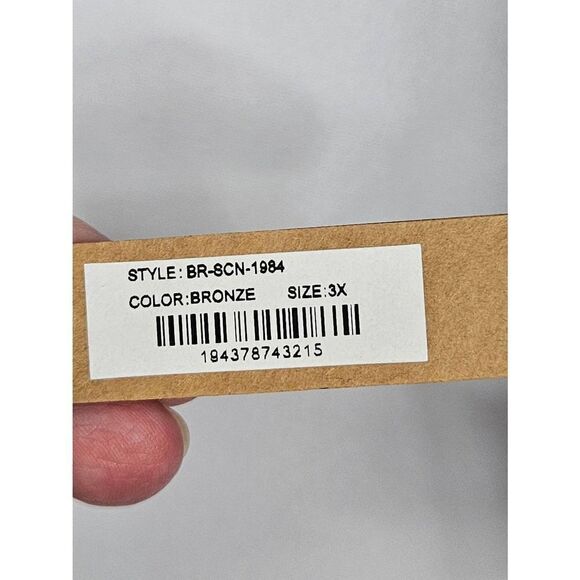 STYLE: BR-SCN-1984
COLOR:BRONZE SIZE:3X
194378743215